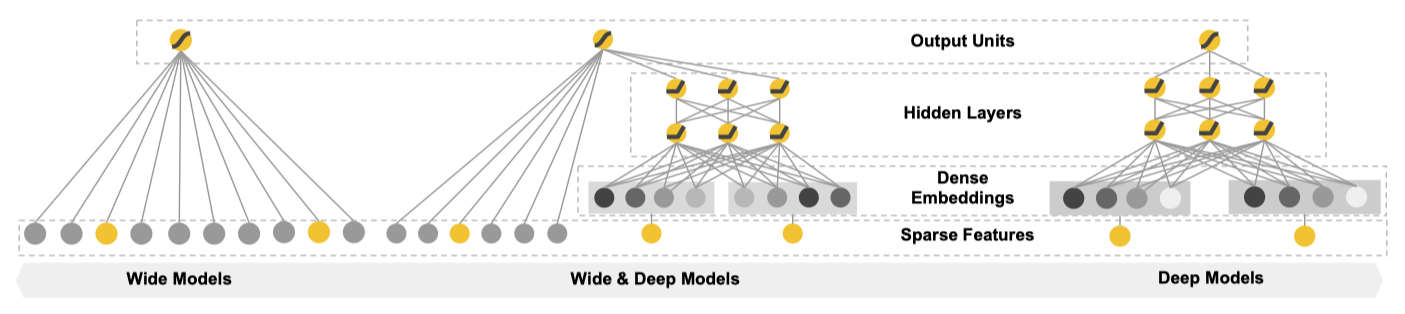 Output Units
Hidden Layers
Dense
Embeddings
Sparse Features
Wide Models
Wide & Deep Models
Deep Models